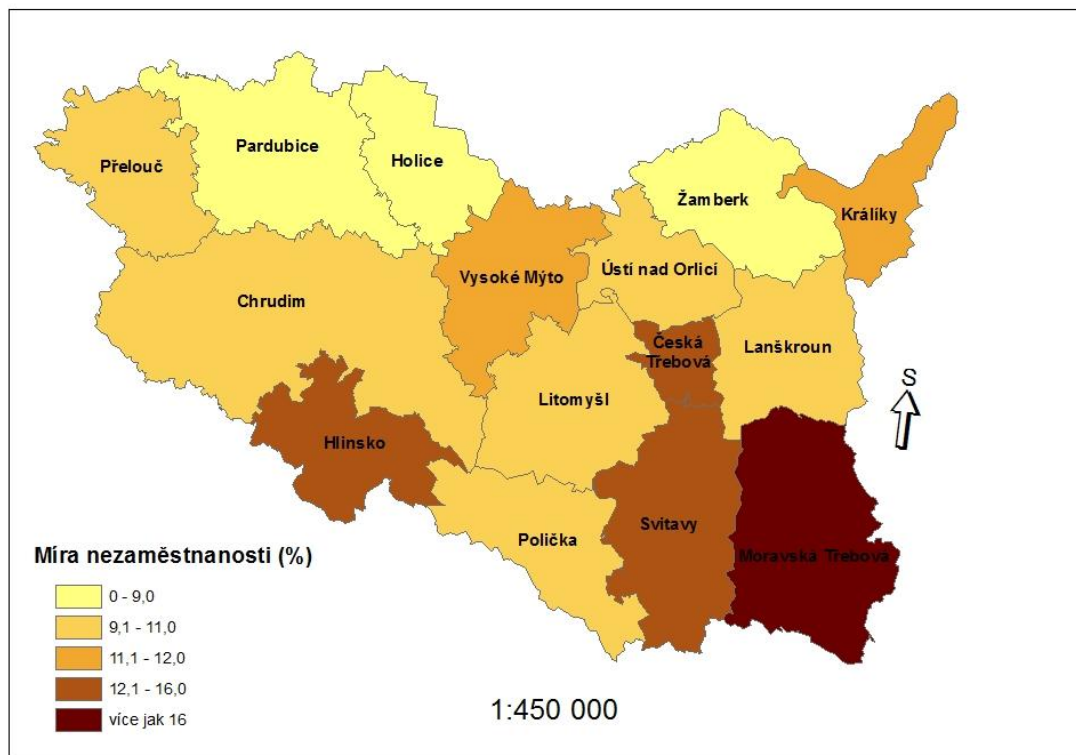 Pardubice
Holice
Přelouč
Žamberk
Králíky
Vysoké Mýto
Ústí nad Orlicí
Chrudim
Česká
Třebová
Lanškroun
Litomyšl
S
Hlinsko
Svitavy
Polička
Moravská Třebová
Míra nezaměstnanosti (%)
0 - 9,0
9,1 - 11,0
11,1 - 12,0
12,1 - 16,0
více jak 16
1:450 000